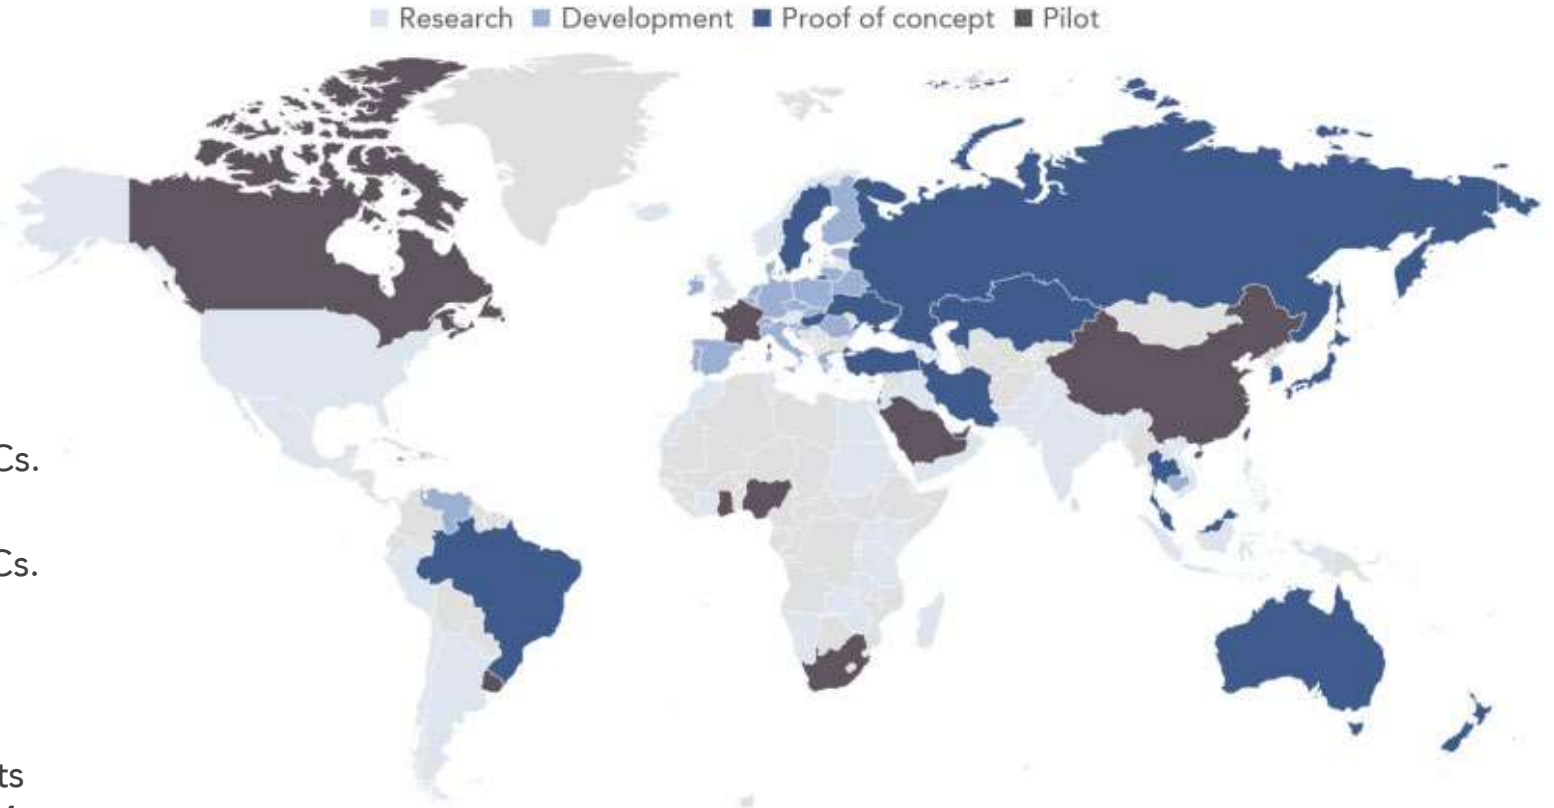 Research Development Proof of concept Pilot
Cs.
Cs.
ts